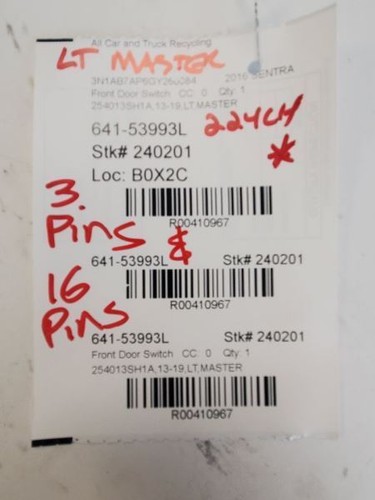 All Car and Truck Recycling
LT MASTER
2016 SENTRA
Front Door Switch CC: 0 Qty: 1
254013SH1A,13-19,LT,MASTER
641-53993L
224CH
Stk# 240201
*
Loc: B0X2C
R00410967
3.
Pins &
641-53993L Stk# 240201
R00410967
16
Pins
641-53993L Stk# 240201
Front Door Switch CC: 0 Qty: 1
254013SH1A,13-19,LT,MASTER
R00410967